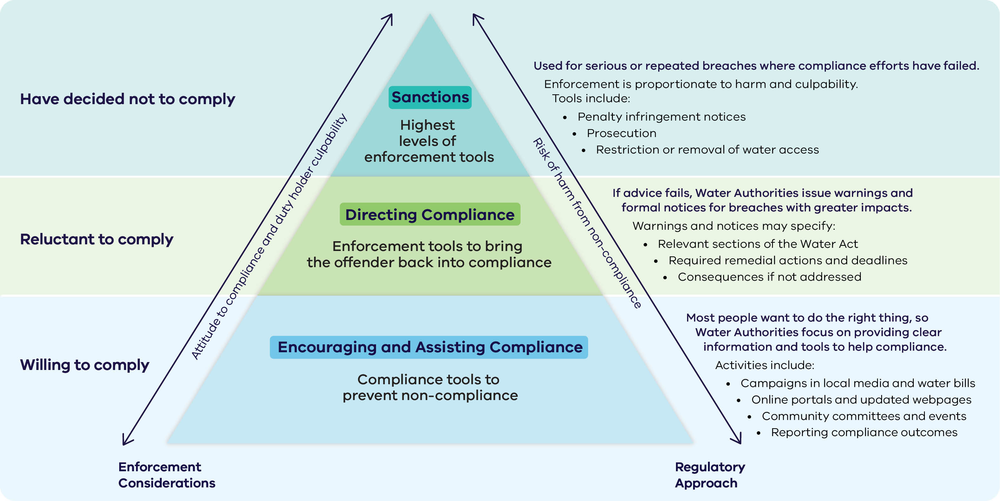 Have decided not to comply
Sanctions
Highest
levels of
enforcement tools
Used for serious or repeated breaches where compliance efforts have failed.
Enforcement is proportionate to harm and culpability.
Tools include:
• Penalty infringement notices
• Prosecution
• Restriction or removal of water access
Attitude to compliance and duty holder culpability
Risk of harm from non-compliance
Reluctant to comply
Directing Compliance
Enforcement tools to bring
the offender back into compliance
If advice fails, Water Authorities issue warnings and
formal notices for breaches with greater impacts.
Warnings and notices may specify:
• Relevant sections of the Water Act
• Required remedial actions and deadlines
• Consequences if not addressed
Willing to comply
Encouraging and Assisting Compliance
Compliance tools to
prevent non-compliance
Most people want to do the right thing, so
Water Authorities focus on providing clear
information and tools to help compliance.
Activities include:
• Campaigns in local media and water bills
• Online portals and updated webpages
• Community committees and events
• Reporting compliance outcomes
Enforcement
Considerations
Regulatory
Approach